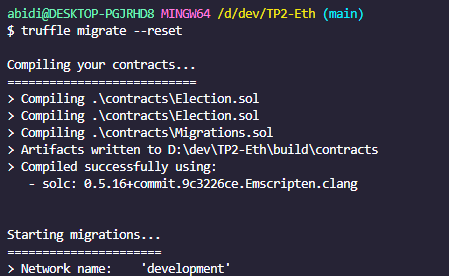 abidi@DESKTOP-PGJRHD8 MINGW64 /d/dev/TP2-Eth (main)
$ truffle migrate --reset
Compiling your contracts...
===========================
> Compiling .\contracts\Election.sol
> Compiling .\contracts\Election.sol
> Compiling .\contracts\Migrations.sol
> Artifacts written to D:\dev\TP2-Eth\build\contracts
> Compiled successfully using:
- solc: 0.5.16+commit.9c3226ce.Emscripten.clang
Starting migrations...
======================
> Network name: 'development'